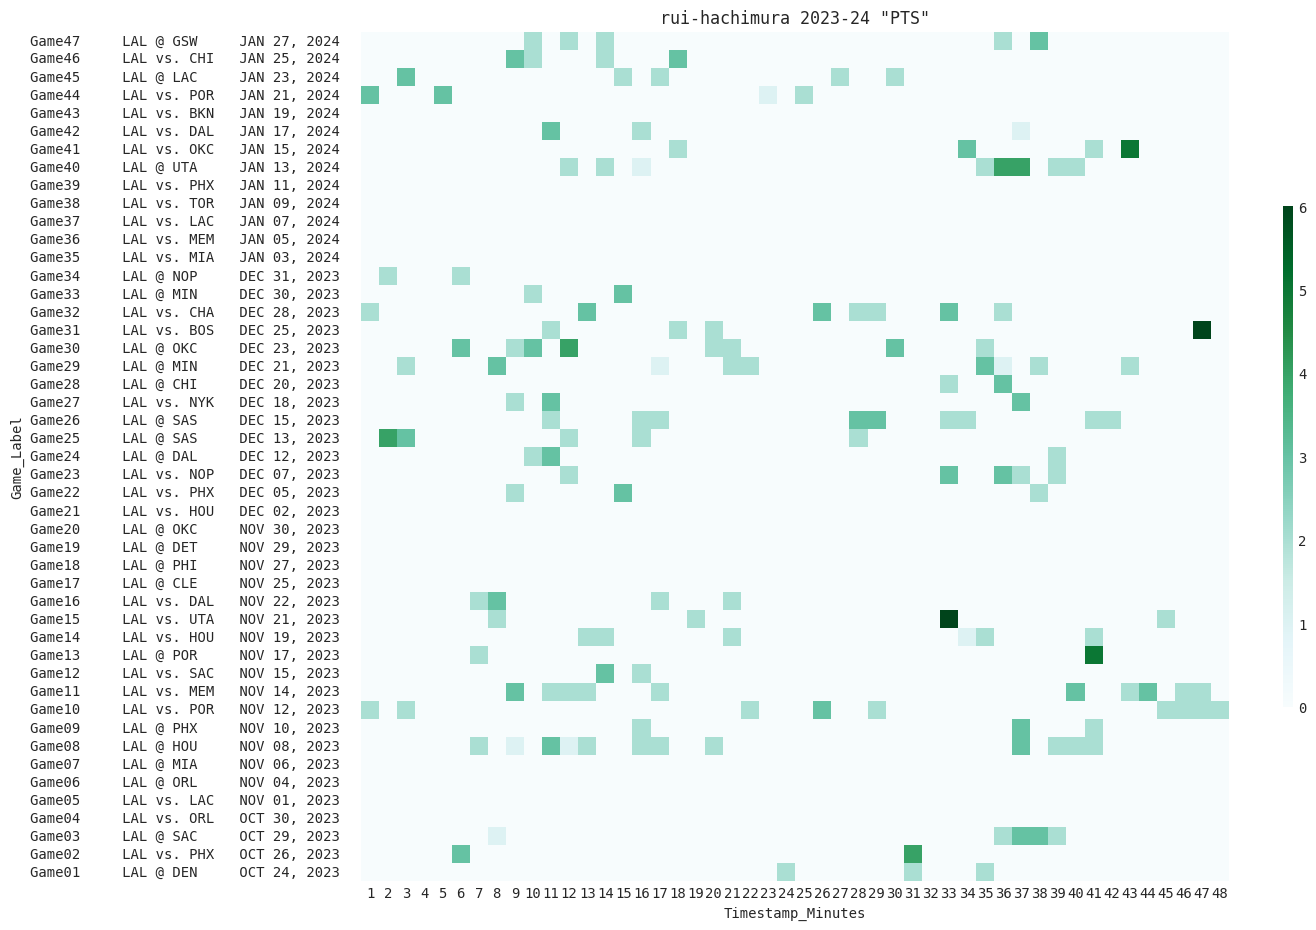 rui-hachimura 2023-24 "PTS"
Game47 LAL @ GSW JAN 27, 2024
Game46 LAL vs. CHI JAN 25, 2024
Game45 LAL @ LAC JAN 23, 2024
Game44 LAL vs. POR JAN 21, 2024
Game43 LAL vs. BKN JAN 19, 2024
Game42 LAL vs. DAL JAN 17, 2024
Game41 LAL vs. OKC JAN 15, 2024
Game40 LAL @ UTA JAN 13, 2024
Game39 LAL vs. PHX JAN 11, 2024
Game38 LAL vs. TOR JAN 09, 2024
Game37 LAL vs. LAC JAN 07, 2024
Game36 LAL vs. MEM JAN 05, 2024
Game35 LAL vs. MIA JAN 03, 2024
Game34 LAL @ NOP DEC 31, 2023
Game33 LAL @ MIN DEC 30, 2023
Game32 LAL vs. CHA DEC 28, 2023
Game31 LAL vs. BOS DEC 25, 2023
Game30 LAL @ OKC DEC 23, 2023
Game29 LAL @ MIN DEC 21, 2023
Game28 LAL @ CHI DEC 20, 2023
Game27 LAL vs. NYK DEC 18, 2023
Game26 LAL @ SAS DEC 15, 2023
Game25 LAL @ SAS DEC 13, 2023
Game24 LAL @ DAL DEC 12, 2023
Game23 LAL vs. NOP DEC 07, 2023
Game22 LAL vs. PHX DEC 05, 2023
Game21 LAL vs. HOU DEC 02, 2023
Game20 LAL @ OKC NOV 30, 2023
Game19 LAL @ DET NOV 29, 2023
Game18 LAL @ PHI NOV 27, 2023
Game17 LAL @ CLE NOV 25, 2023
Game16 LAL vs. DAL NOV 22, 2023
Game15 LAL vs. UTA NOV 21, 2023
Game14 LAL vs. HOU NOV 19, 2023
Game13 LAL @ POR NOV 17, 2023
Game12 LAL vs. SAC NOV 15, 2023
Game11 LAL vs. MEM NOV 14, 2023
Game10 LAL vs. POR NOV 12, 2023
Game09 LAL @ PHX NOV 10, 2023
Game08 LAL @ HOU NOV 08, 2023
Game07 LAL @ MIA NOV 06, 2023
Game06 LAL @ ORL NOV 04, 2023
Game05 LAL vs. LAC NOV 01, 2023
Game04 LAL vs. ORL OCT 30, 2023
Game03 LAL @ SAC OCT 29, 2023
Game02 LAL vs. PHX OCT 26, 2023
Game01 LAL @ DEN OCT 24, 2023
Game_Label
1 2 3 4 5 6 7 8 9 10 11 12 13 14 15 16 17 18 19 20 21 22 23 24 25 26 27 28 29 30 31 32 33 34 35 36 37 38 39 40 41 42 43 44 45 46 47 48
Timestamp_Minutes
6
5
4
3
2
1
0